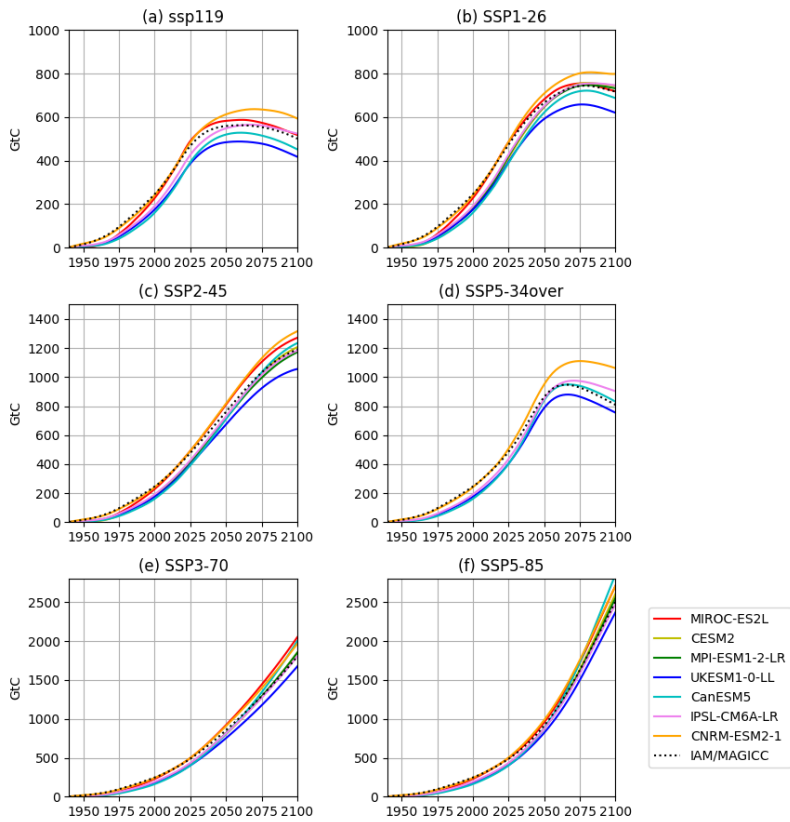 (a) ssp119
(b) SSP1-26
1000
800
600
400
200
0
GtC
1950 1975 2000 2025 2050 2075 2100
1000
800
600
400
200
0
GtC
1950 1975 2000 2025 2050 2075 2100
(c) SSP2-45
(d) SSP5-34over
1400
1200
1000
800
600
400
200
0
GtC
1950 1975 2000 2025 2050 2075 2100
1400
1200
1000
800
600
400
200
0
GtC
1950 1975 2000 2025 2050 2075 2100
(e) SSP3-70
(f) SSP5-85
2500
2000
1500
1000
500
0
GtC
1950 1975 2000 2025 2050 2075 2100
2500
2000
1500
1000
500
0
GtC
1950 1975 2000 2025 2050 2075 2100
MIROC-ES2L
CESM2
MPI-ESM1-2-LR
UKESM1-0-LL
CanESM5
IPSL-CM6A-LR
CNRM-ESM2-1
IAM/MAGICC